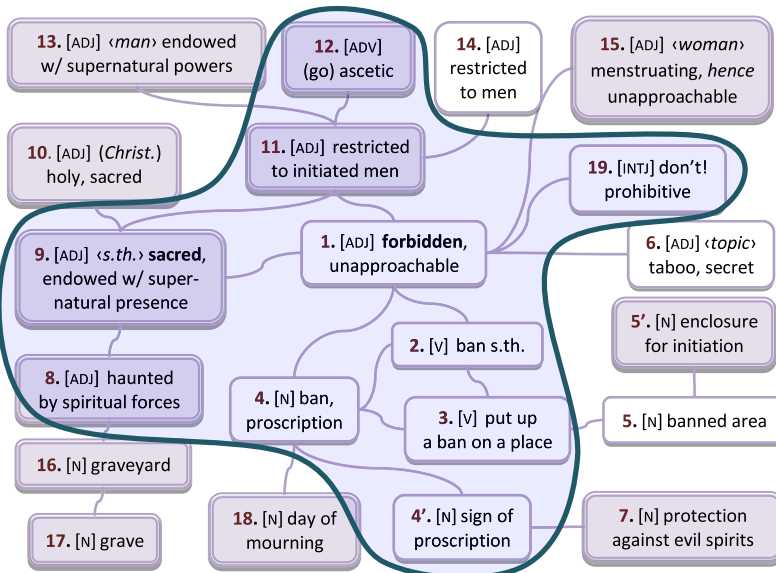 13. [ADJ] ‹man› endowed
w/ supernatural powers
12. [ADV]
(go) ascetic
14. [ADJ]
restricted
to men
15. [ADJ] ‹woman›
menstruating, hence
unapproachable
10. [ADJ] (Christ.)
holy, sacred
11. [ADJ] restricted
to initiated men
19. [INTJ] don't!
prohibitive
9. [ADJ] ‹s.th.› sacred,
endowed w/ super-
natural presence
1. [ADJ] forbidden,
unapproachable
6. [ADJ] ‹topic›
taboo, secret
5’. [N] enclosure
for initiation
2. [V] ban s.th.
8. [ADJ] haunted
by spiritual forces
4. [N] ban,
proscription
3. [V] put up
a ban on a place
5. [N] banned area
16. [N] graveyard
18. [N] day of
mourning
4’. [N] sign of
proscription
7. [N] protection
against evil spirits
17. [N] grave